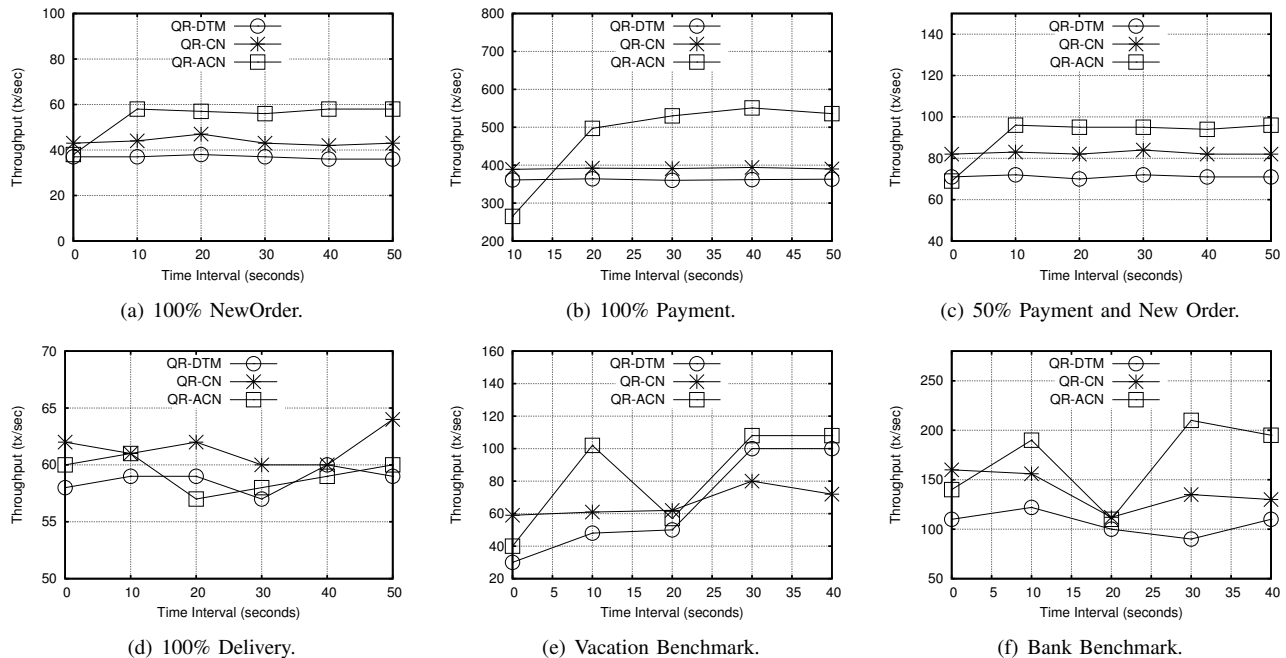 100
80
60
40
20
0
0 10 20 30 40 50
Throughput (tx/sec)
Time Interval (seconds)
QR-DTM
QR-CN
QR-ACN
(a) 100% NewOrder.
800
700
600
500
400
300
200
10 15 20 25 30 35 40 45 50
Throughput (tx/sec)
Time Interval (seconds)
QR-DTM
QR-CN
QR-ACN
(b) 100% Payment.
140
120
100
80
60
40
0 10 20 30 40 50
Throughput (tx/sec)
Time Interval (seconds)
QR-DTM
QR-CN
QR-ACN
(c) 50% Payment and New Order.
70
65
60
55
50
0 10 20 30 40 50
Throughput (tx/sec)
Time Interval (seconds)
QR-DTM
QR-CN
QR-ACN
(d) 100% Delivery.
160
140
120
100
80
60
40
20
0 5 10 15 20 25 30 35 40
Throughput (tx/sec)
Time Interval (seconds)
QR-DTM
QR-CN
QR-ACN
(e) Vacation Benchmark.
250
200
150
100
50
0 5 10 15 20 25 30 35 40
Throughput (tx/sec)
Time Interval (seconds)
QR-DTM
QR-CN
QR-ACN
(f) Bank Benchmark.